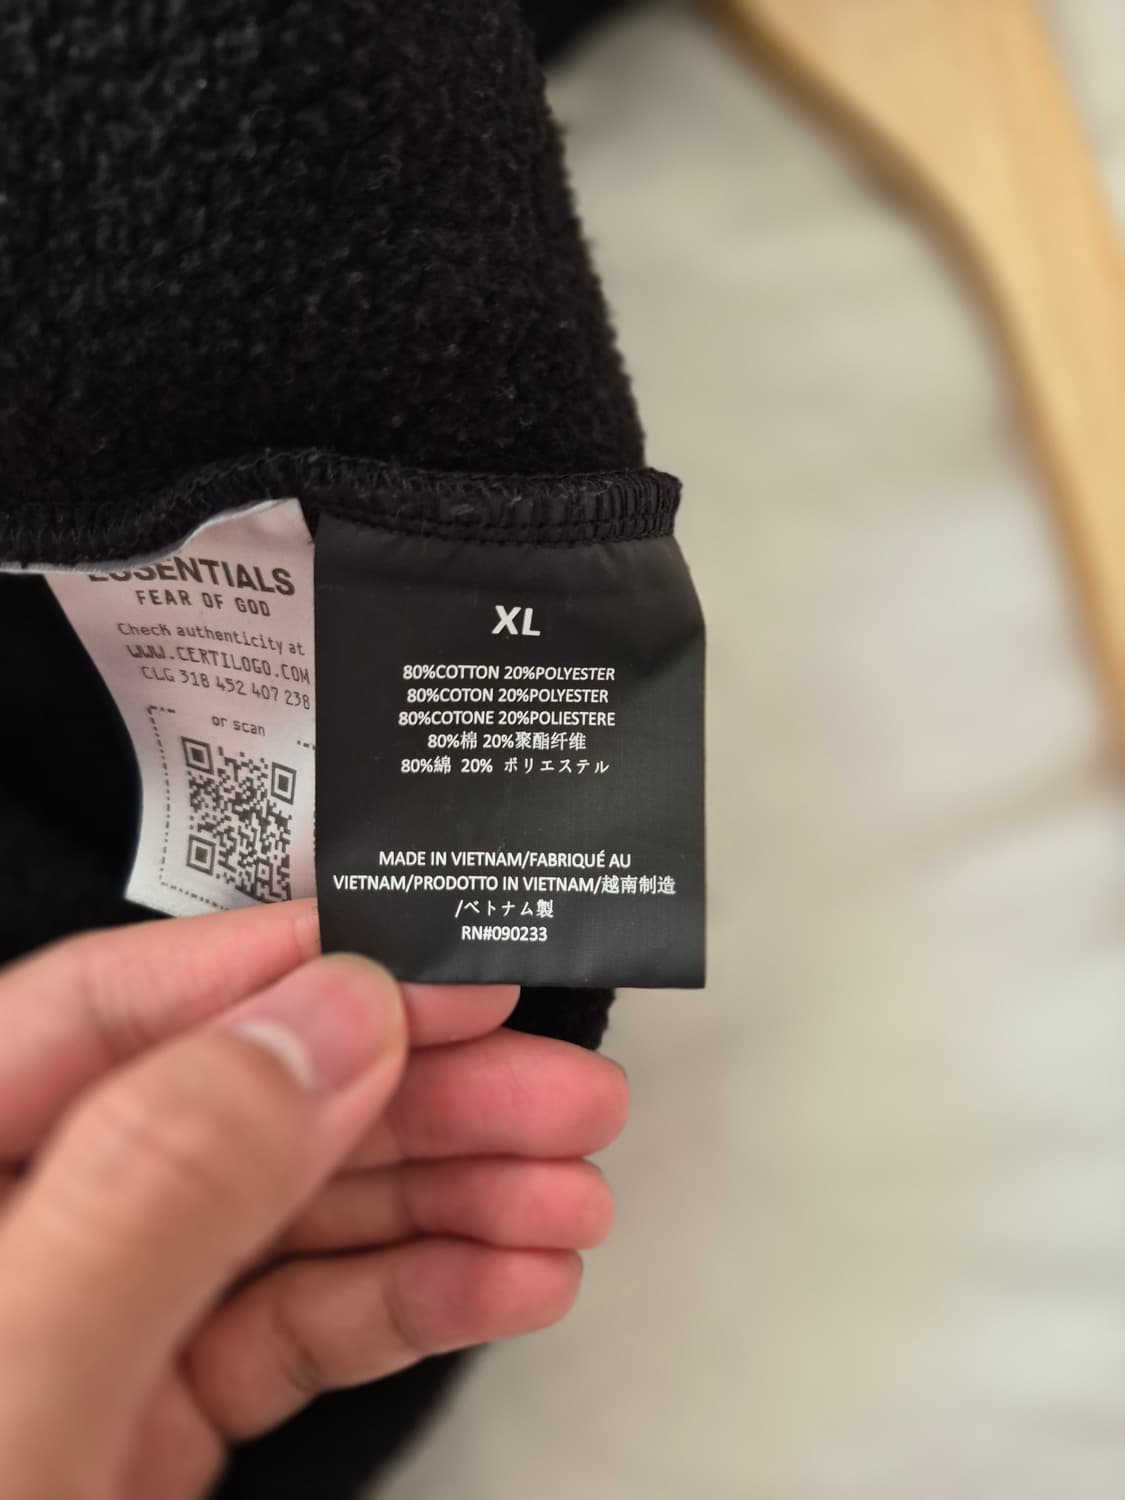 ESSENTIALS
FEAR OF GOD
Check authenticity at
WWW.CERTILOGO.COM
CLG 318 452 407 238
or scan
XL
80%COTTON 20%POLYESTER
80%COTON 20%POLYESTER
80%COTONE 20%POLIESTERE
80%棉 20%聚酯纤维
80%綿 20% ポリエステル
MADE IN VIETNAM/FABRIQUÉ AU
VIETNAM/PRODOTTO IN VIETNAM/越南制造
/ベトナム製
RN#090233